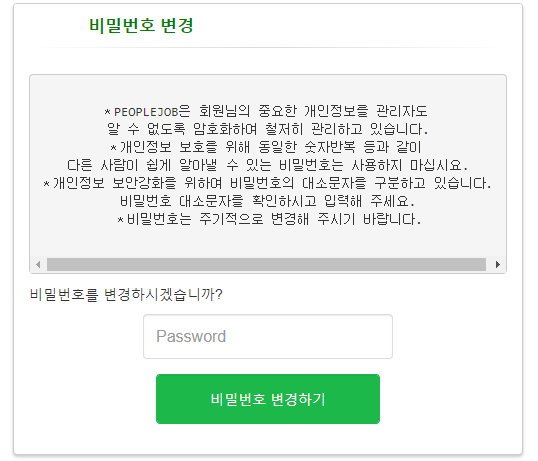 비밀번호 변경
*PEOPLEJOB은 회원님의 중요한 개인정보를 관리자도
알 수 없도록 암호화하여 철저히 관리하고 있습니다.
*개인정보 보호를 위해 동일한 숫자반복 등과 같이
다른 사람이 쉽게 알아낼 수 있는 비밀번호는 사용하지 마십시요.
*개인정보 보안강화를 위하여 비밀번호의 대소문자를 구분하고 있습니다.
비밀번호 대소문자를 확인하시고 입력해 주세요.
*비밀번호는 주기적으로 변경해 주시기 바랍니다.
비밀번호를 변경하시겠습니까?
Password
비밀번호 변경하기